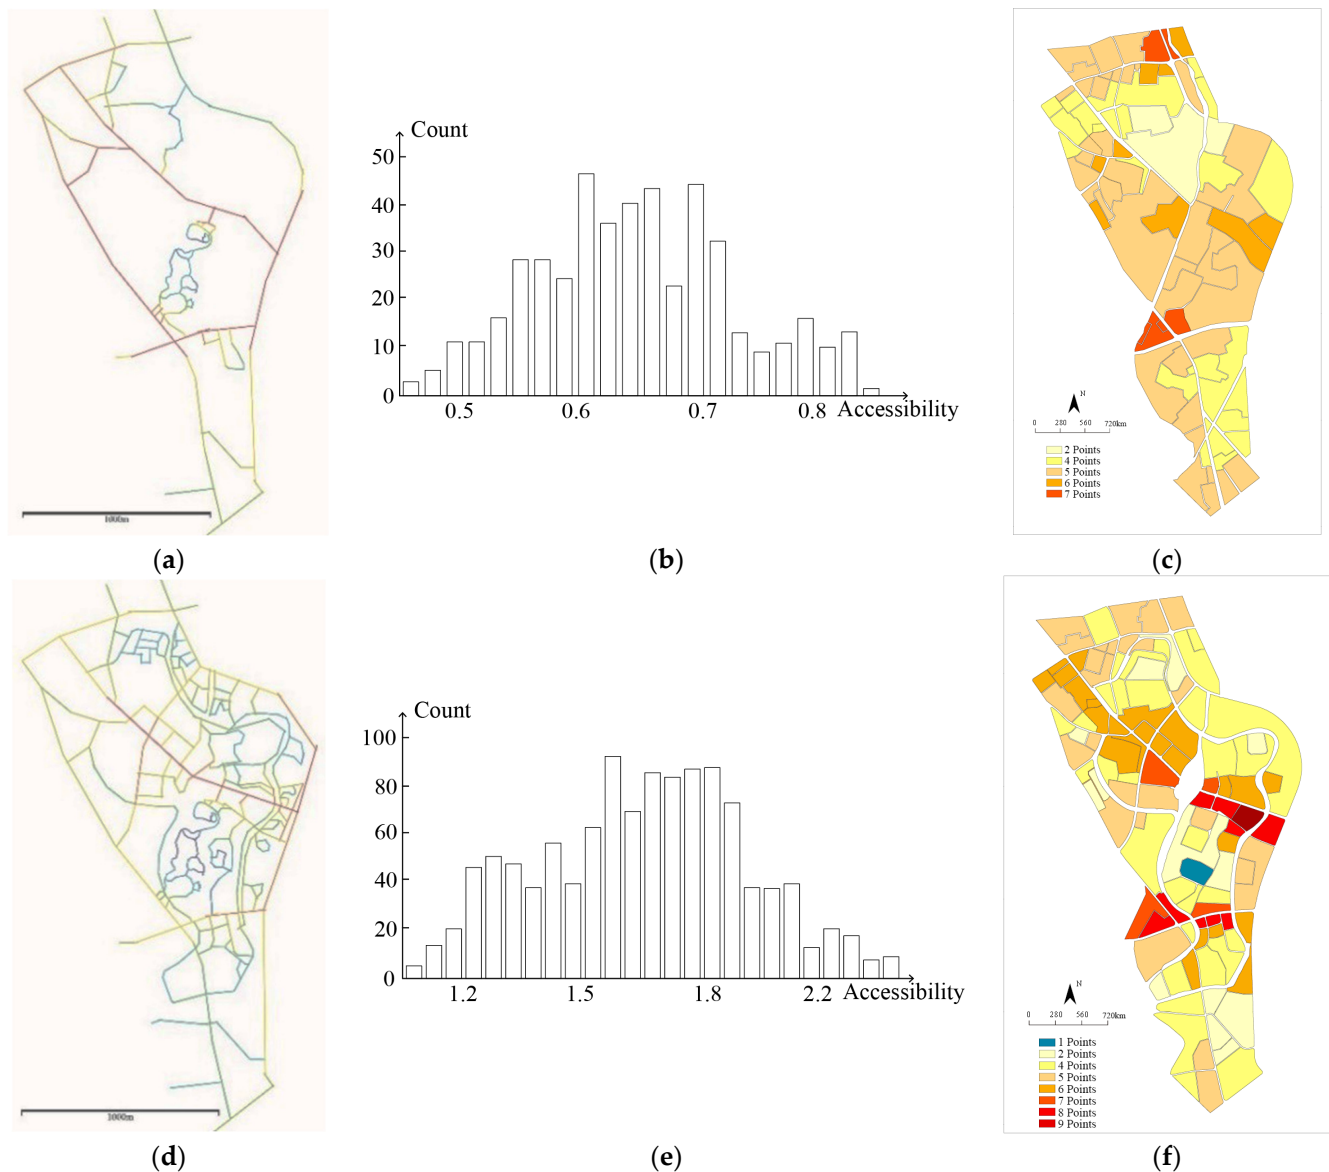 1000m
(a)
Count
50
40
30
20
10
0
0.5 0.6 0.7 0.8 Accessibility
(b)
N
0 280 560 720km
2 Points
4 Points
5 Points
6 Points
7 Points
(c)
1000m
(d)
Count
100
80
60
40
20
0
1.2 1.5 1.8 2.2 Accessibility
(e)
N
0 280 560 720km
1 Points
2 Points
4 Points
5 Points
6 Points
7 Points
8 Points
9 Points
(f)